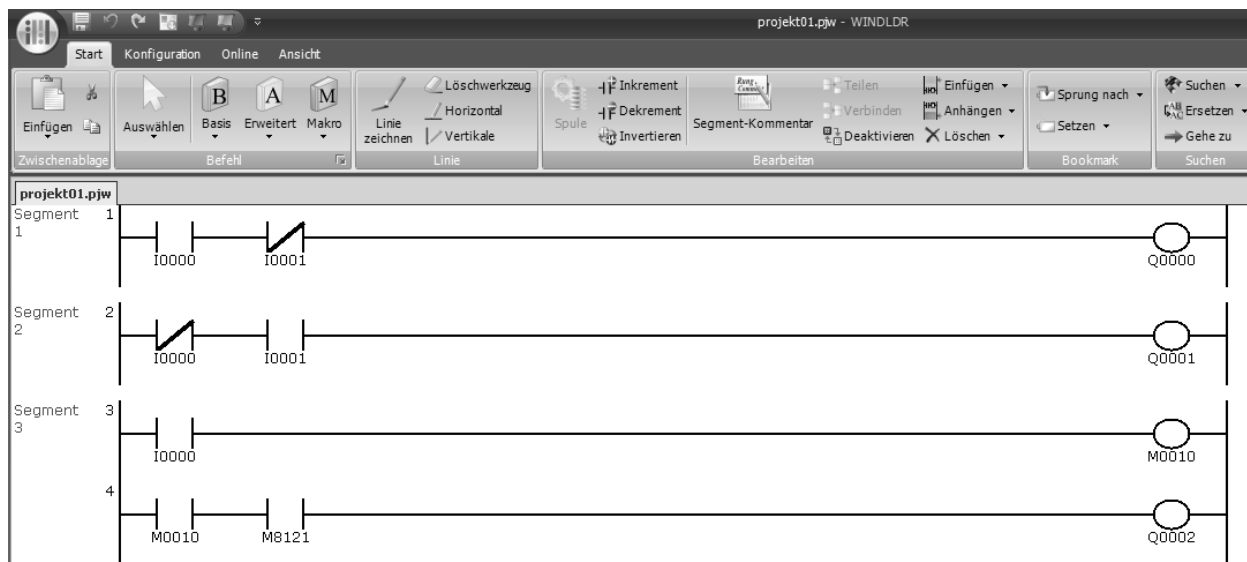 projekt01.pjw - WINDLDR
Start Konfiguration Online Ansicht
Einfügen
Zwischenablage
Auswählen
B Basis
A Erweitert
M Makro
Befehl
Linie zeichnen
Löschwerkzeug
Horizontal
Vertikale
Linie
Spule
Inkrement
Dekrement
Invertieren
Segment-Kommentar
Teilen
Verbinden
Deaktivieren
Einfügen
Anhängen
Löschen
Bearbeiten
Sprung nach
Setzen
Bookmark
Suchen
Ersetzen
Gehe zu
Suchen
projekt01.pjw
Segment 1
1
I0000 I0001 Q0000
Segment 2
2
I0000 I0001 Q0001
Segment 3
3
I0000 M0010
4
M0010 M8121 Q0002